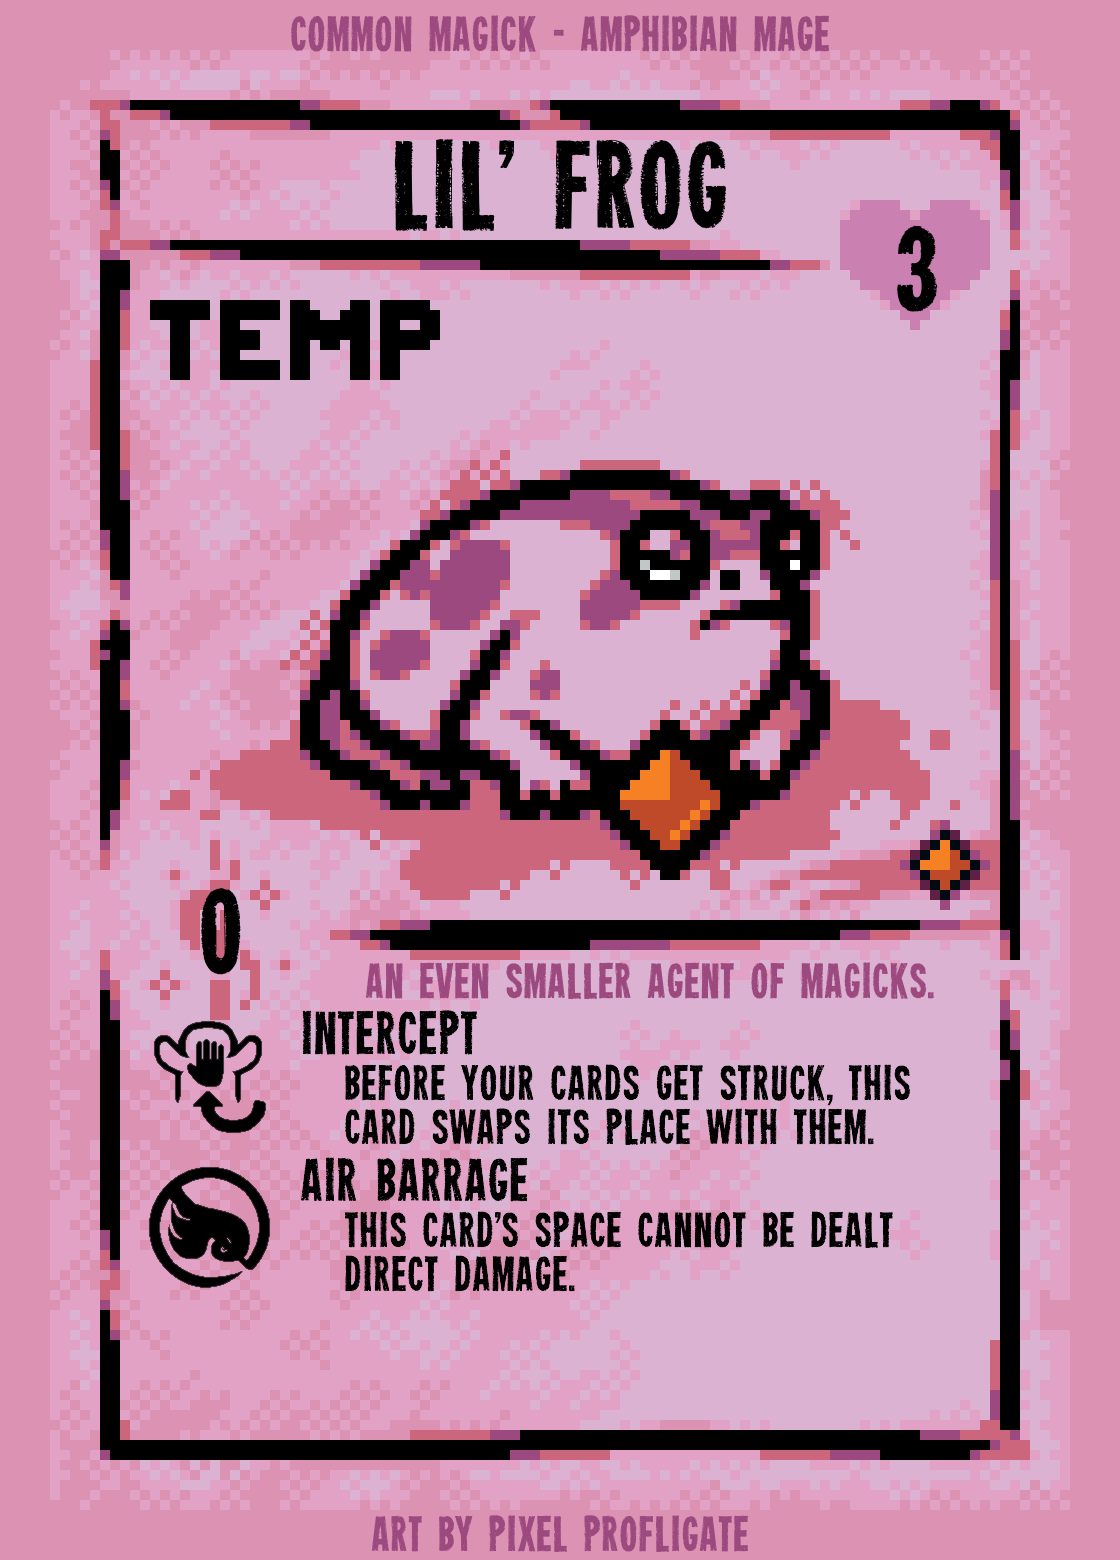 COMMON MAGICK - AMPHIBIAN MAGE
LIL' FROG
3
TEMP
0
AN EVEN SMALLER AGENT OF MAGICKS.
INTERCEPT
BEFORE YOUR CARDS GET STRUCK, THIS
CARD SWAPS ITS PLACE WITH THEM.
AIR BARRAGE
THIS CARD'S SPACE CANNOT BE DEALT
DIRECT DAMAGE.
ART BY PIXEL PROFLIGATE